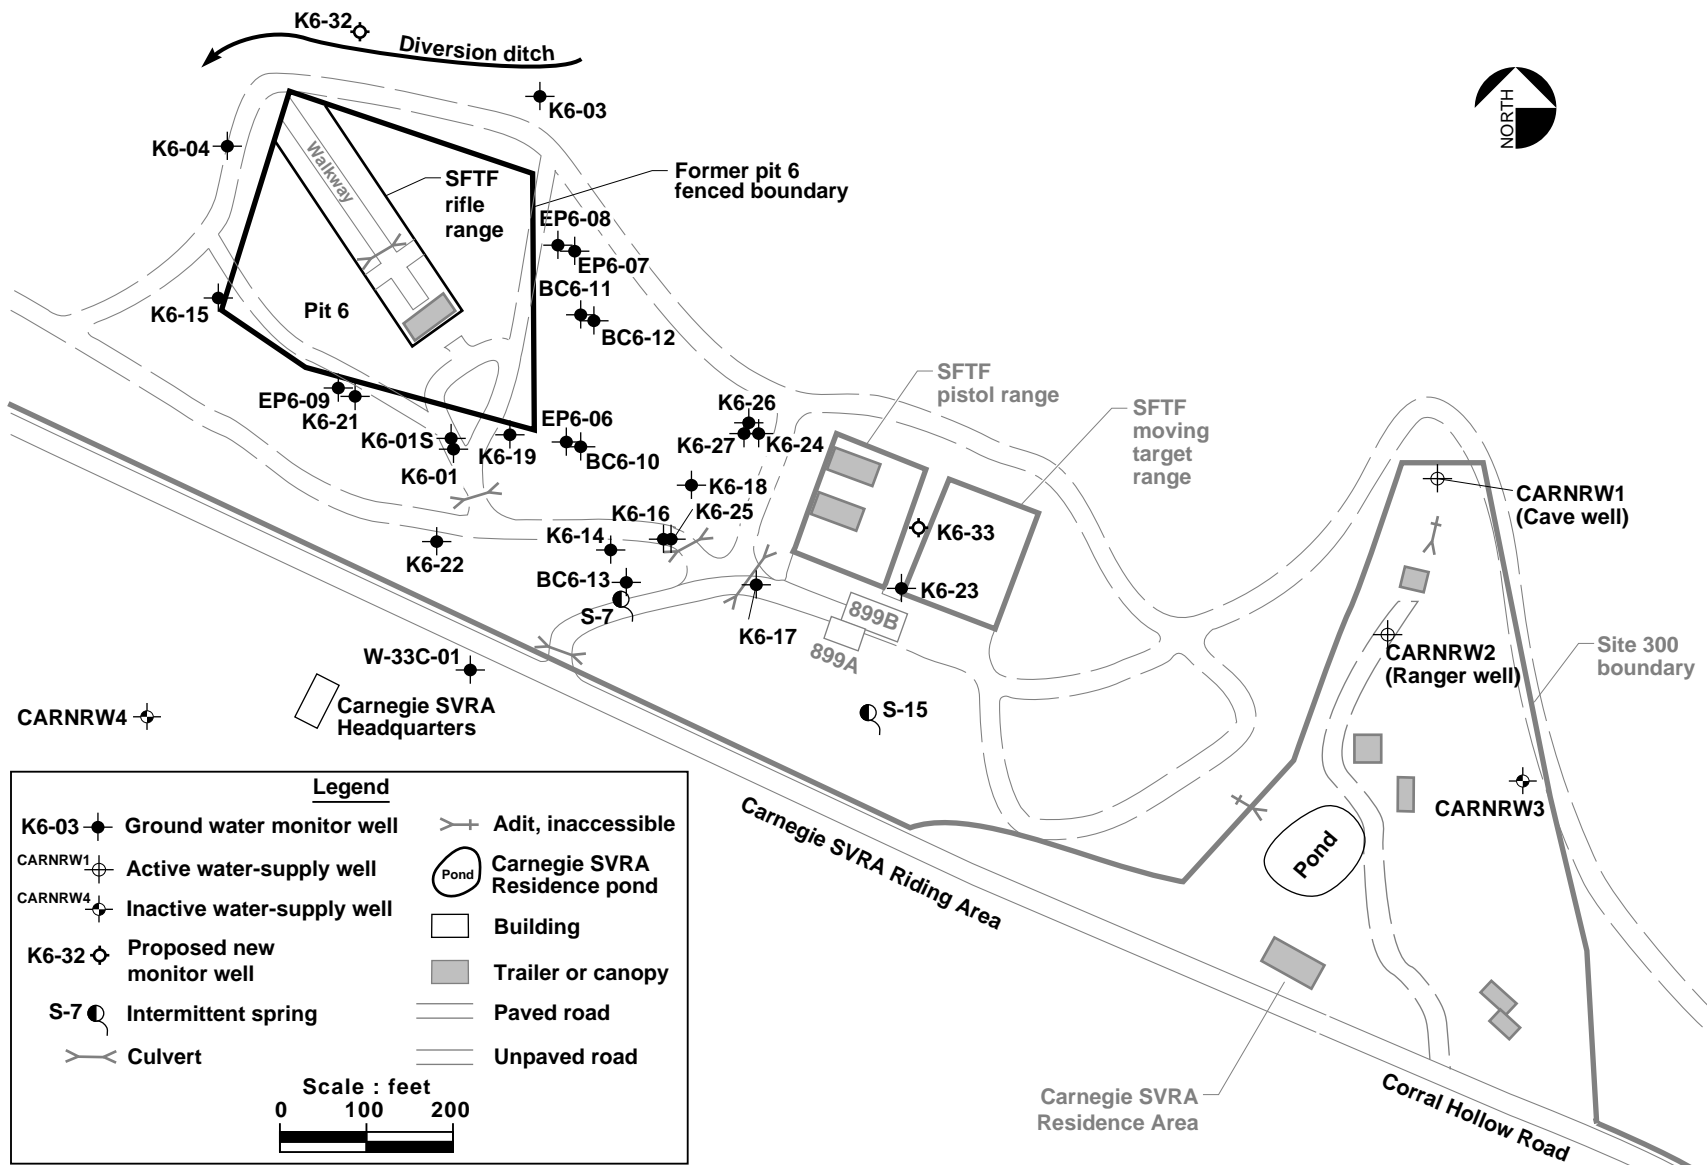 K6-32
Diversion ditch
K6-03
K6-04
Walkway
SFTF
rifle
range
Former pit 6
fenced boundary
NORTH
EP6-08
EP6-07
BC6-11
BC6-12
K6-15
Pit 6
EP6-09
K6-21
K6-01S
K6-01
K6-19
EP6-06
BC6-10
K6-26
K6-27
K6-24
SFTF
pistol range
SFTF
moving
target
range
K6-18
K6-16
K6-25
K6-14
K6-22
BC6-13
S-7
K6-17
K6-33
K6-23
899B
899A
CARNRW1
(Cave well)
CARNRW2
(Ranger well)
Site 300
boundary
W-33C-01
CARNRW4
Carnegie SVRA
Headquarters
S-15
CARNRW3
Pond
Carnegie SVRA Riding Area
Corral Hollow Road
Carnegie SVRA
Residence Area
Legend
K6-03 Ground water monitor well
CARNRW1 Active water-supply well
CARNRW4 Inactive water-supply well
K6-32 Proposed new
monitor well
S-7 Intermittent spring
Culvert
Adit, inaccessible
Pond Carnegie SVRA
Residence pond
Building
Trailer or canopy
Paved road
Unpaved road
Scale : feet
0 100 200